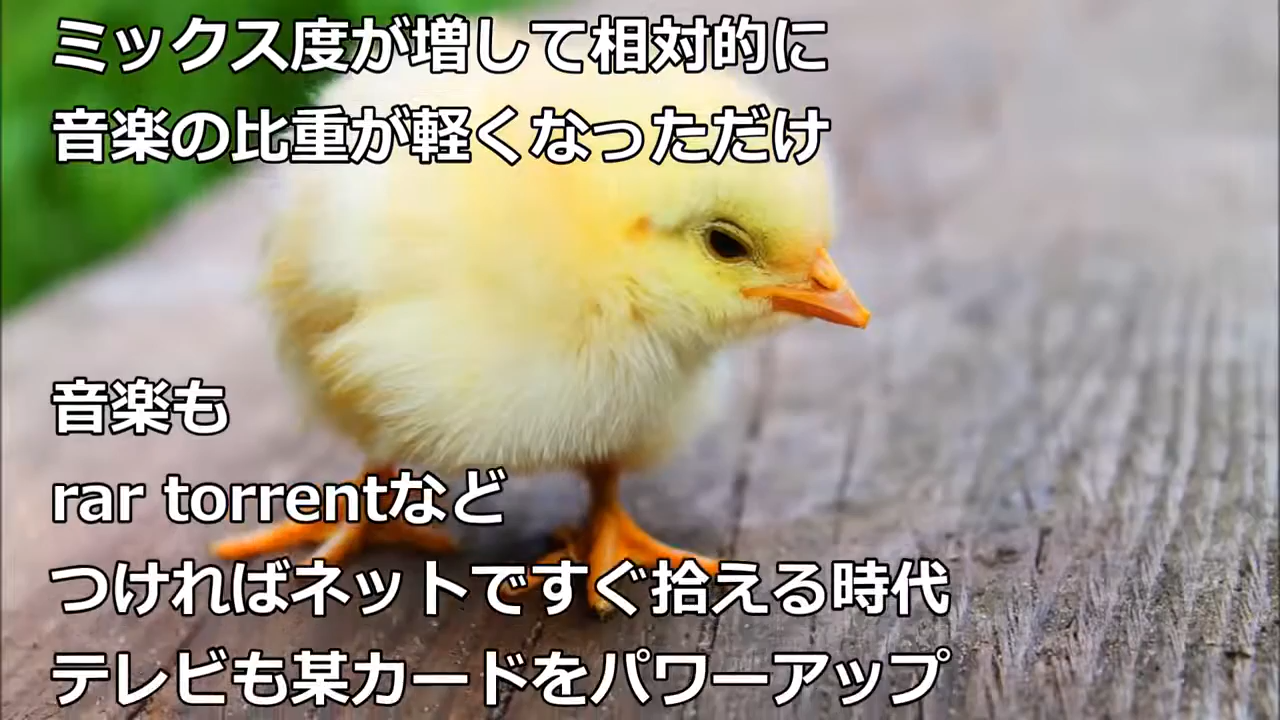 ミックス度が増して相対的に
音楽の比重が軽くなっただけ
音楽も
rar torrentなど
つければネットですぐ拾える時代
テレビも某カードをパワーアップ